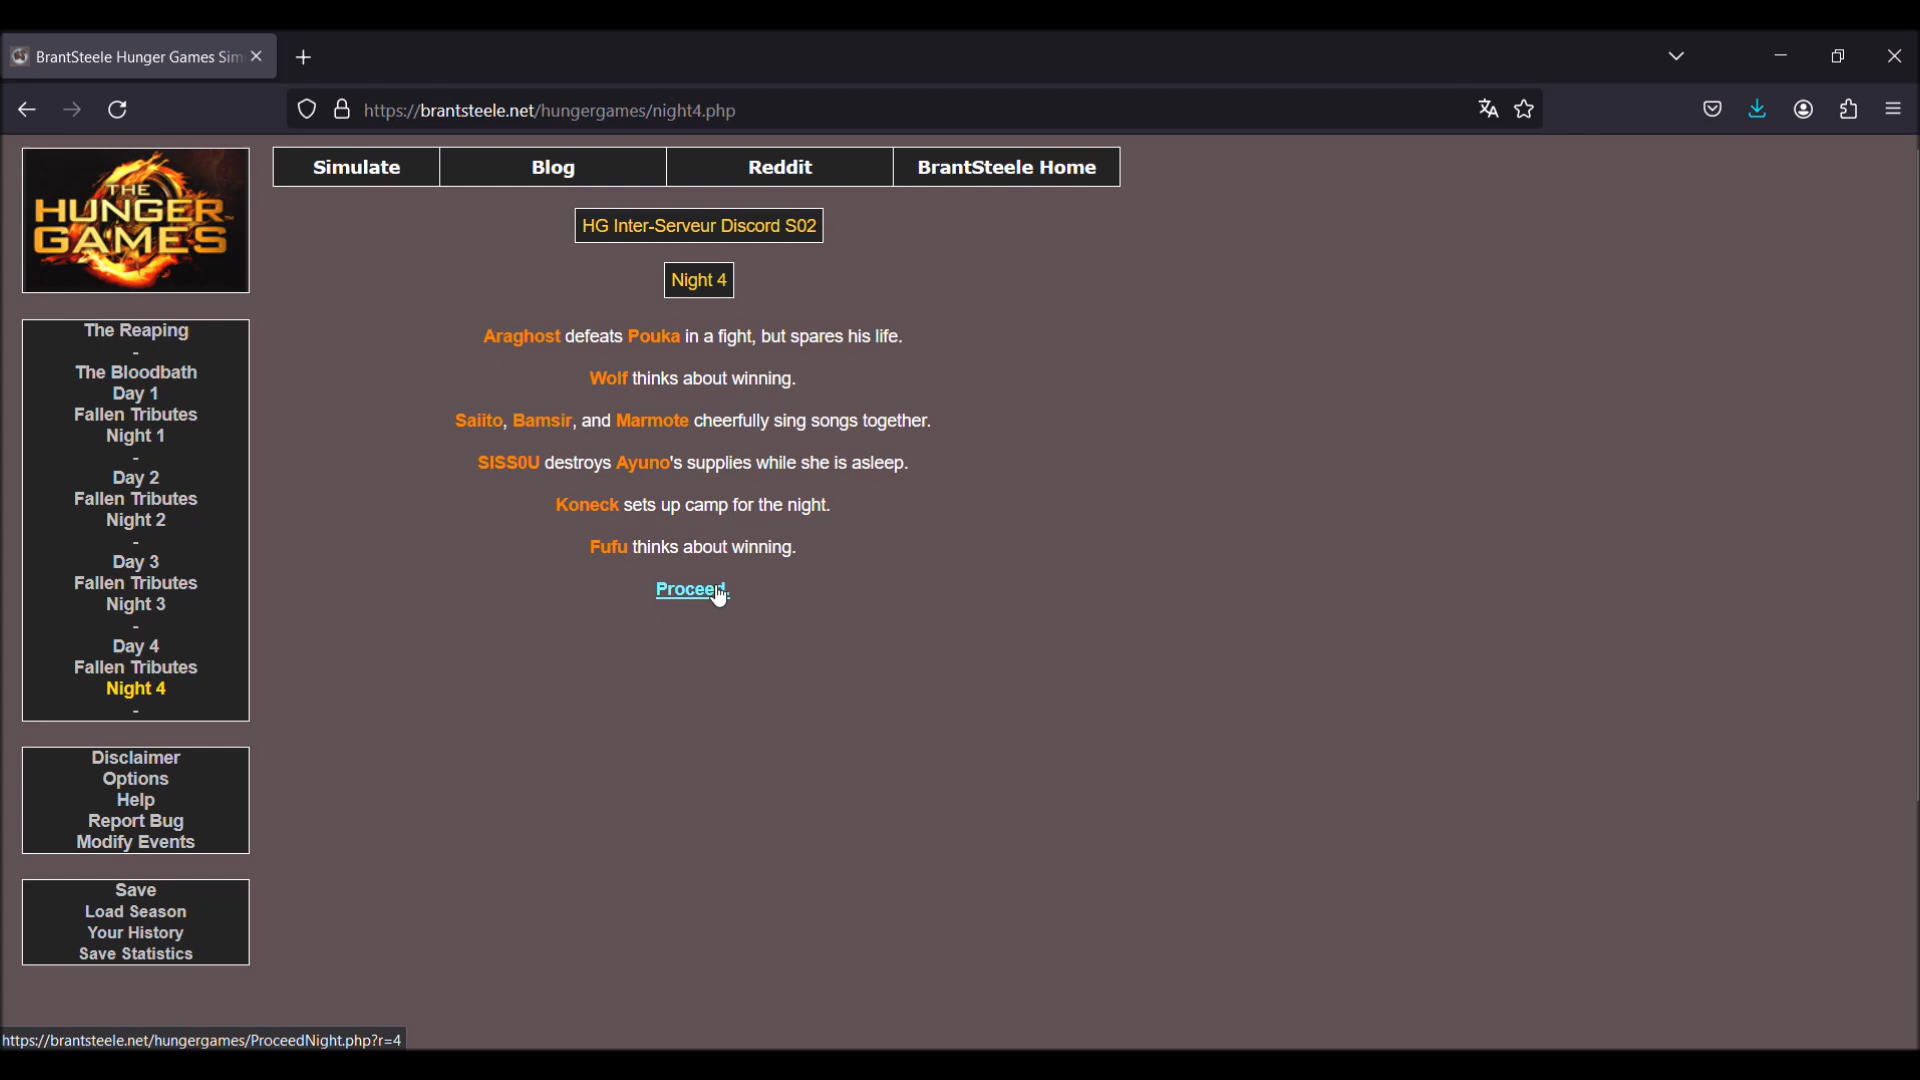 BrantSteele Hunger Games Sim
https://brantsteele.net/hungergames/night4.php
THE
HUNGER
GAMES
Simulate
Blog
Reddit
BrantSteele Home
HG Inter-Serveur Discord S02
Night 4
Araghost defeats Pouka in a fight, but spares his life.
Wolf thinks about winning.
Saiito, Bamsir, and Marmote cheerfully sing songs together.
SISS0U destroys Ayuno's supplies while she is asleep.
Koneck sets up camp for the night.
Fufu thinks about winning.
Proceed.
The Reaping
-
The Bloodbath
Day 1
Fallen Tributes
Night 1
-
Day 2
Fallen Tributes
Night 2
-
Day 3
Fallen Tributes
Night 3
-
Day 4
Fallen Tributes
Night 4
-
Disclaimer
Options
Help
Report Bug
Modify Events
Save
Load Season
Your History
Save Statistics
https://brantsteele.net/hungergames/ProceedNight.php?r=4